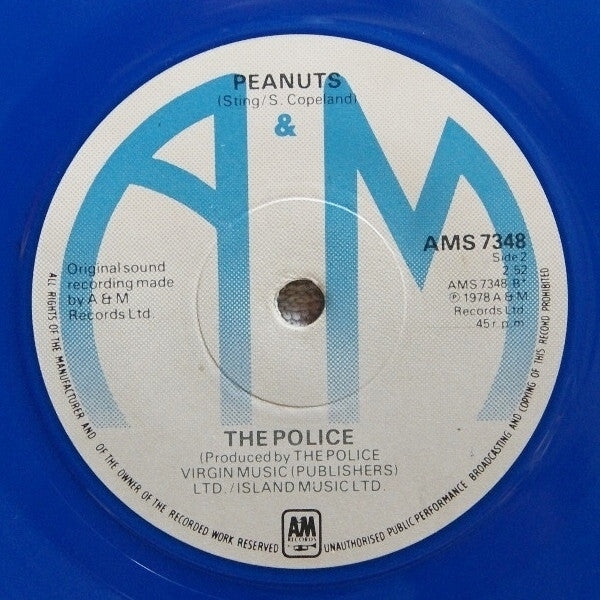 PEANUTS
(Sting/S. Copeland)
A&M
AMS 7348
Side 2
2 52
AMS 7348 B*
℗ 1978 A & M
Records Ltd.
45 r.p.m
Original sound
recording made
by A & M
Records Ltd.
THE POLICE
(Produced by THE POLICE
VIRGIN MUSIC (PUBLISHERS)
LTD./ISLAND MUSIC LTD.
ALL RIGHTS OF THE MANUFACTURER AND OF THE OWNER OF THE RECORDED WORK RESERVED
AM
RECORDS
UNAUTHORISED PUBLIC PERFORMANCE BROADCASTING AND COPYING OF THIS RECORD PROHIBITED